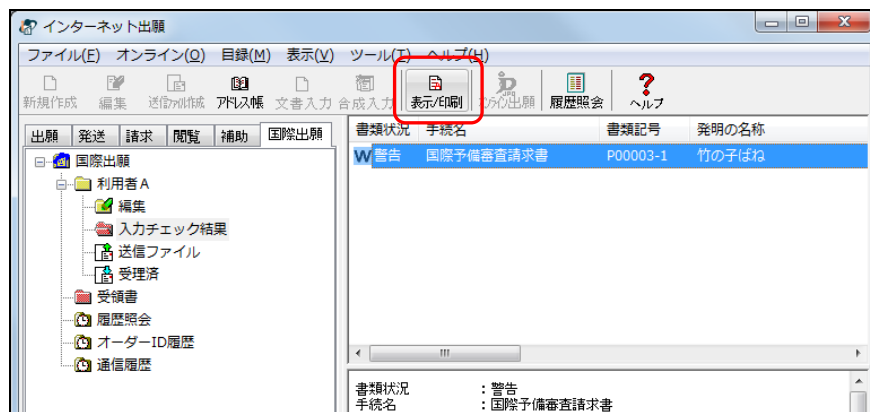 インターネット出願
ファイル(F) オンライン(O) 目録(M) 表示(V) ツール(T) ヘルプ(H)
新規作成 編集 送信ファイル作成 アドレス帳 文書入力 合成入力 表示/印刷 オンライン出願 履歴照会 ヘルプ
出願 発送 請求 閲覧 補助 国際出願
国際出願
利用者A
編集
入力チェック結果
送信ファイル
受理済
受領書
履歴照会
オーダーID履歴
通信履歴
書類状況 手続名 書類記号 発明の名称
W警告 国際予備審査請求書 P00003-1 竹の子ばね
書類状況 :警告
手続名 :国際予備審査請求書